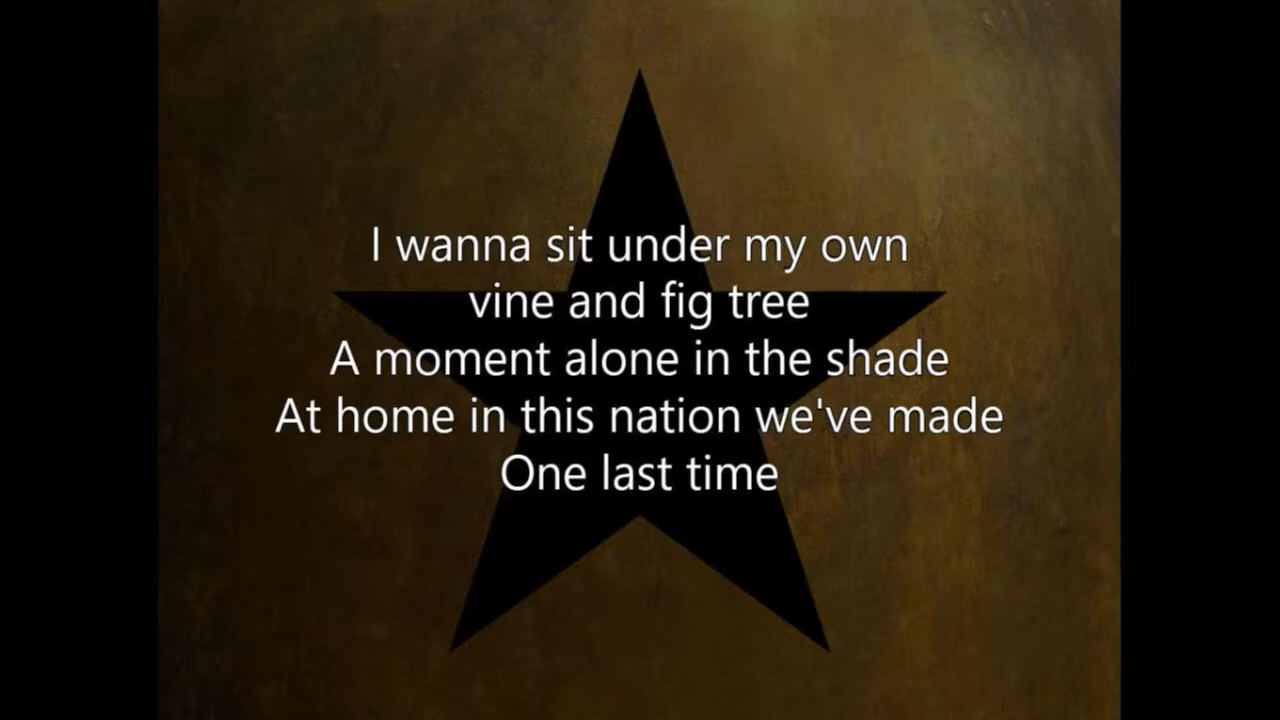 I wanna sit under my own
vine and fig tree
A moment alone in the shade
At home in this nation we've made
One last time